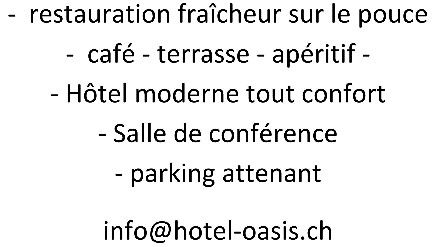 - restauration fraîcheur sur le pouce
- café - terrasse - apéritif -
- Hôtel moderne tout confort
- Salle de conférence
- parking attenant
info@hotel-oasis.ch